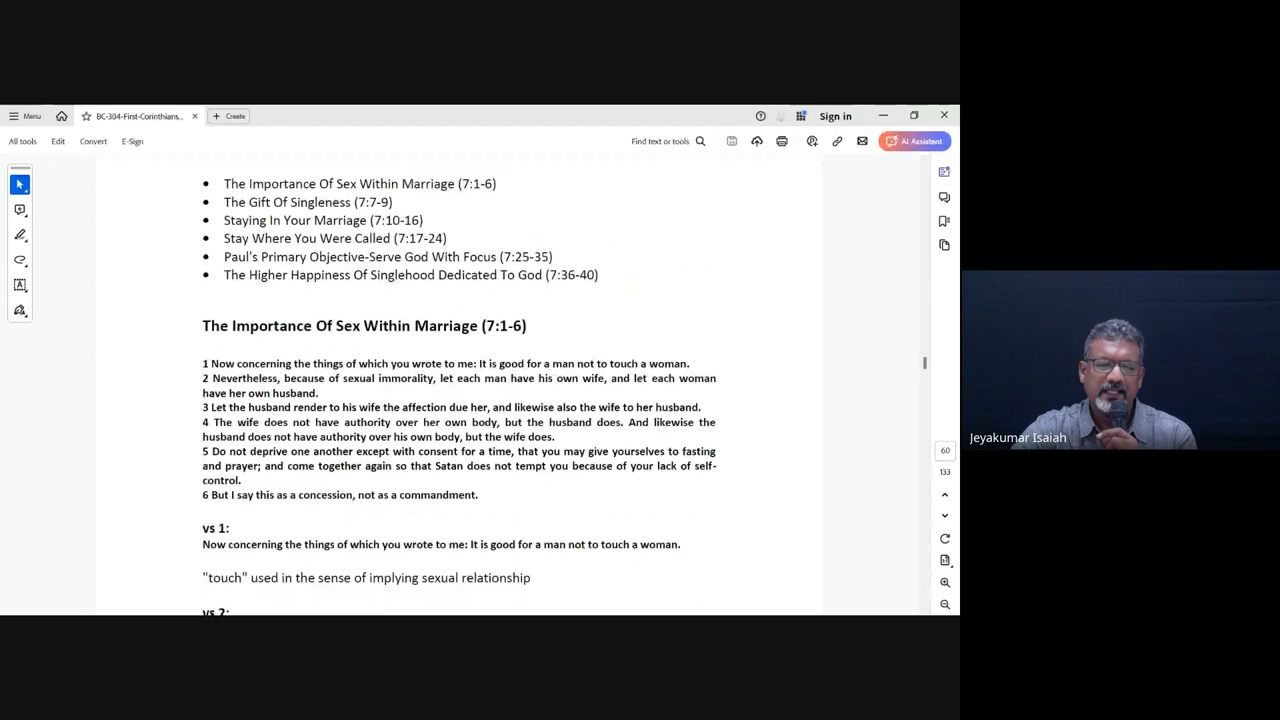 Menu
BC-304-First-Corinthians...
Create
Sign in
All tools
Edit
Convert
E-Sign
Find text or tools
AI Assistant
• The Importance Of Sex Within Marriage (7:1-6)
• The Gift Of Singleness (7:7-9)
• Staying In Your Marriage (7:10-16)
• Stay Where You Were Called (7:17-24)
• Paul's Primary Objective-Serve God With Focus (7:25-35)
• The Higher Happiness Of Singlehood Dedicated To God (7:36-40)
The Importance Of Sex Within Marriage (7:1-6)
1 Now concerning the things of which you wrote to me: It is good for a man not to touch a woman.
2 Nevertheless, because of sexual immorality, let each man have his own wife, and let each woman
have her own husband.
3 Let the husband render to his wife the affection due her, and likewise also the wife to her husband.
4 The wife does not have authority over her own body, but the husband does. And likewise the
husband does not have authority over his own body, but the wife does.
5 Do not deprive one another except with consent for a time, that you may give yourselves to fasting
and prayer; and come together again so that Satan does not tempt you because of your lack of self-
control.
6 But I say this as a concession, not as a commandment.
vs 1:
Now concerning the things of which you wrote to me: It is good for a man not to touch a woman.
"touch" used in the sense of implying sexual relationship
vs 2:
60
133
Jeyakumar Isaiah